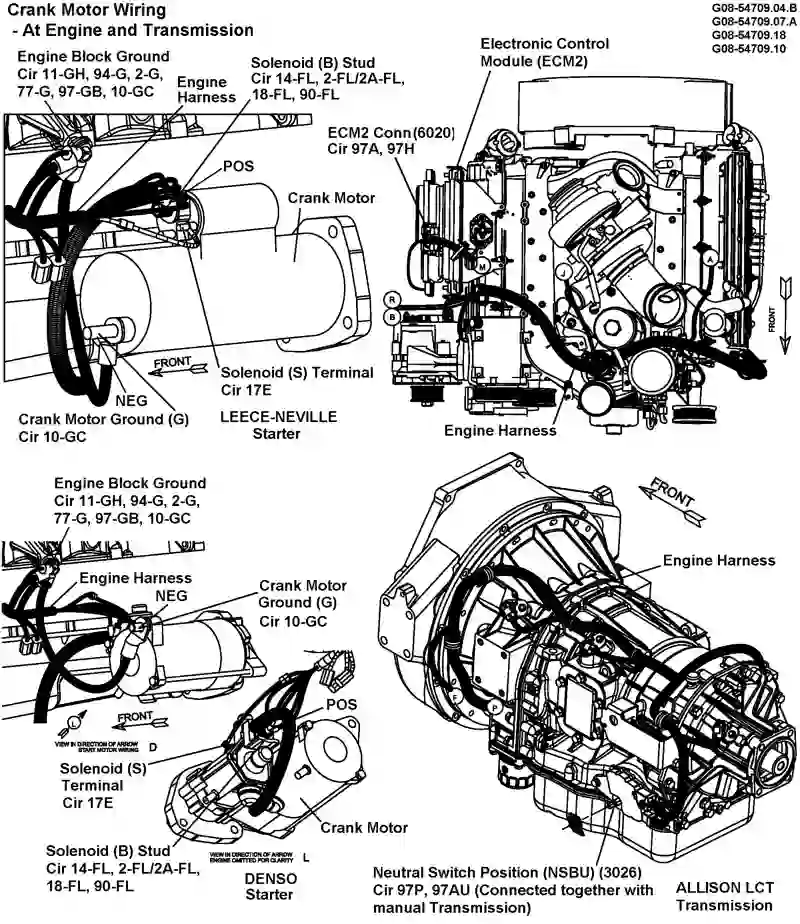 Crank Motor Wiring
- At Engine and Transmission
G08-54709.04.B
G08-54709.07.A
G08-54709.18
G08-54709.10
Engine Block Ground
Cir 11-GH, 94-G, 2-G,
77-G, 97-GB, 10-GC
Engine
Harness
Solenoid (B) Stud
Cir 14-FL, 2-FL/2A-FL,
18-FL, 90-FL
POS
Crank Motor
FRONT
NEG
Solenoid (S) Terminal
Cir 17E
Crank Motor Ground (G)
Cir 10-GC
LEECE-NEVILLE
Starter
Electronic Control
Module (ECM2)
ECM2 Conn(6020)
Cir 97A, 97H
M
J
A
R
B
FRONT
Engine Harness
Engine Block Ground
Cir 11-GH, 94-G, 2-G,
77-G, 97-GB, 10-GC
Engine Harness
NEG
Crank Motor
Ground (G)
Cir 10-GC
L
FRONT
VIEW IN DIRECTION OF ARROW
START MOTOR WIRING
D
POS
Solenoid (S)
Terminal
Cir 17E
Crank Motor
Solenoid (B) Stud
Cir 14-FL, 2-FL/2A-FL,
18-FL, 90-FL
VIEW IN DIRECTION OF ARROW
ENGINE OMITTED FOR CLARITY
L
DENSO
Starter
FRONT
Engine Harness
F
P
Neutral Switch Position (NSBU) (3026)
Cir 97P, 97AU (Connected together with
manual Transmission)
ALLISON LCT
Transmission